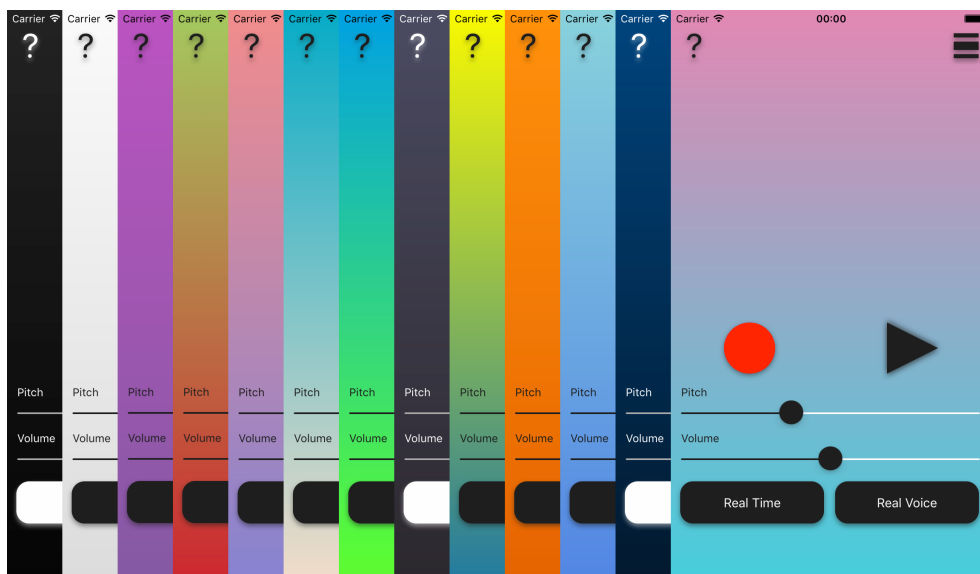 Carrier Carrier Carrier Carrier Carrier Carrier Carrier Carrier Carrier Carrier Carrier Carrier Carrier 00:00
? ? ? ? ? ? ? ? ? ? ? ? ?
Pitch Pitch Pitch Pitch Pitch Pitch Pitch Pitch Pitch Pitch Pitch Pitch Pitch
Volume Volume Volume Volume Volume Volume Volume Volume Volume Volume Volume Volume Volume
Real Time Real Voice